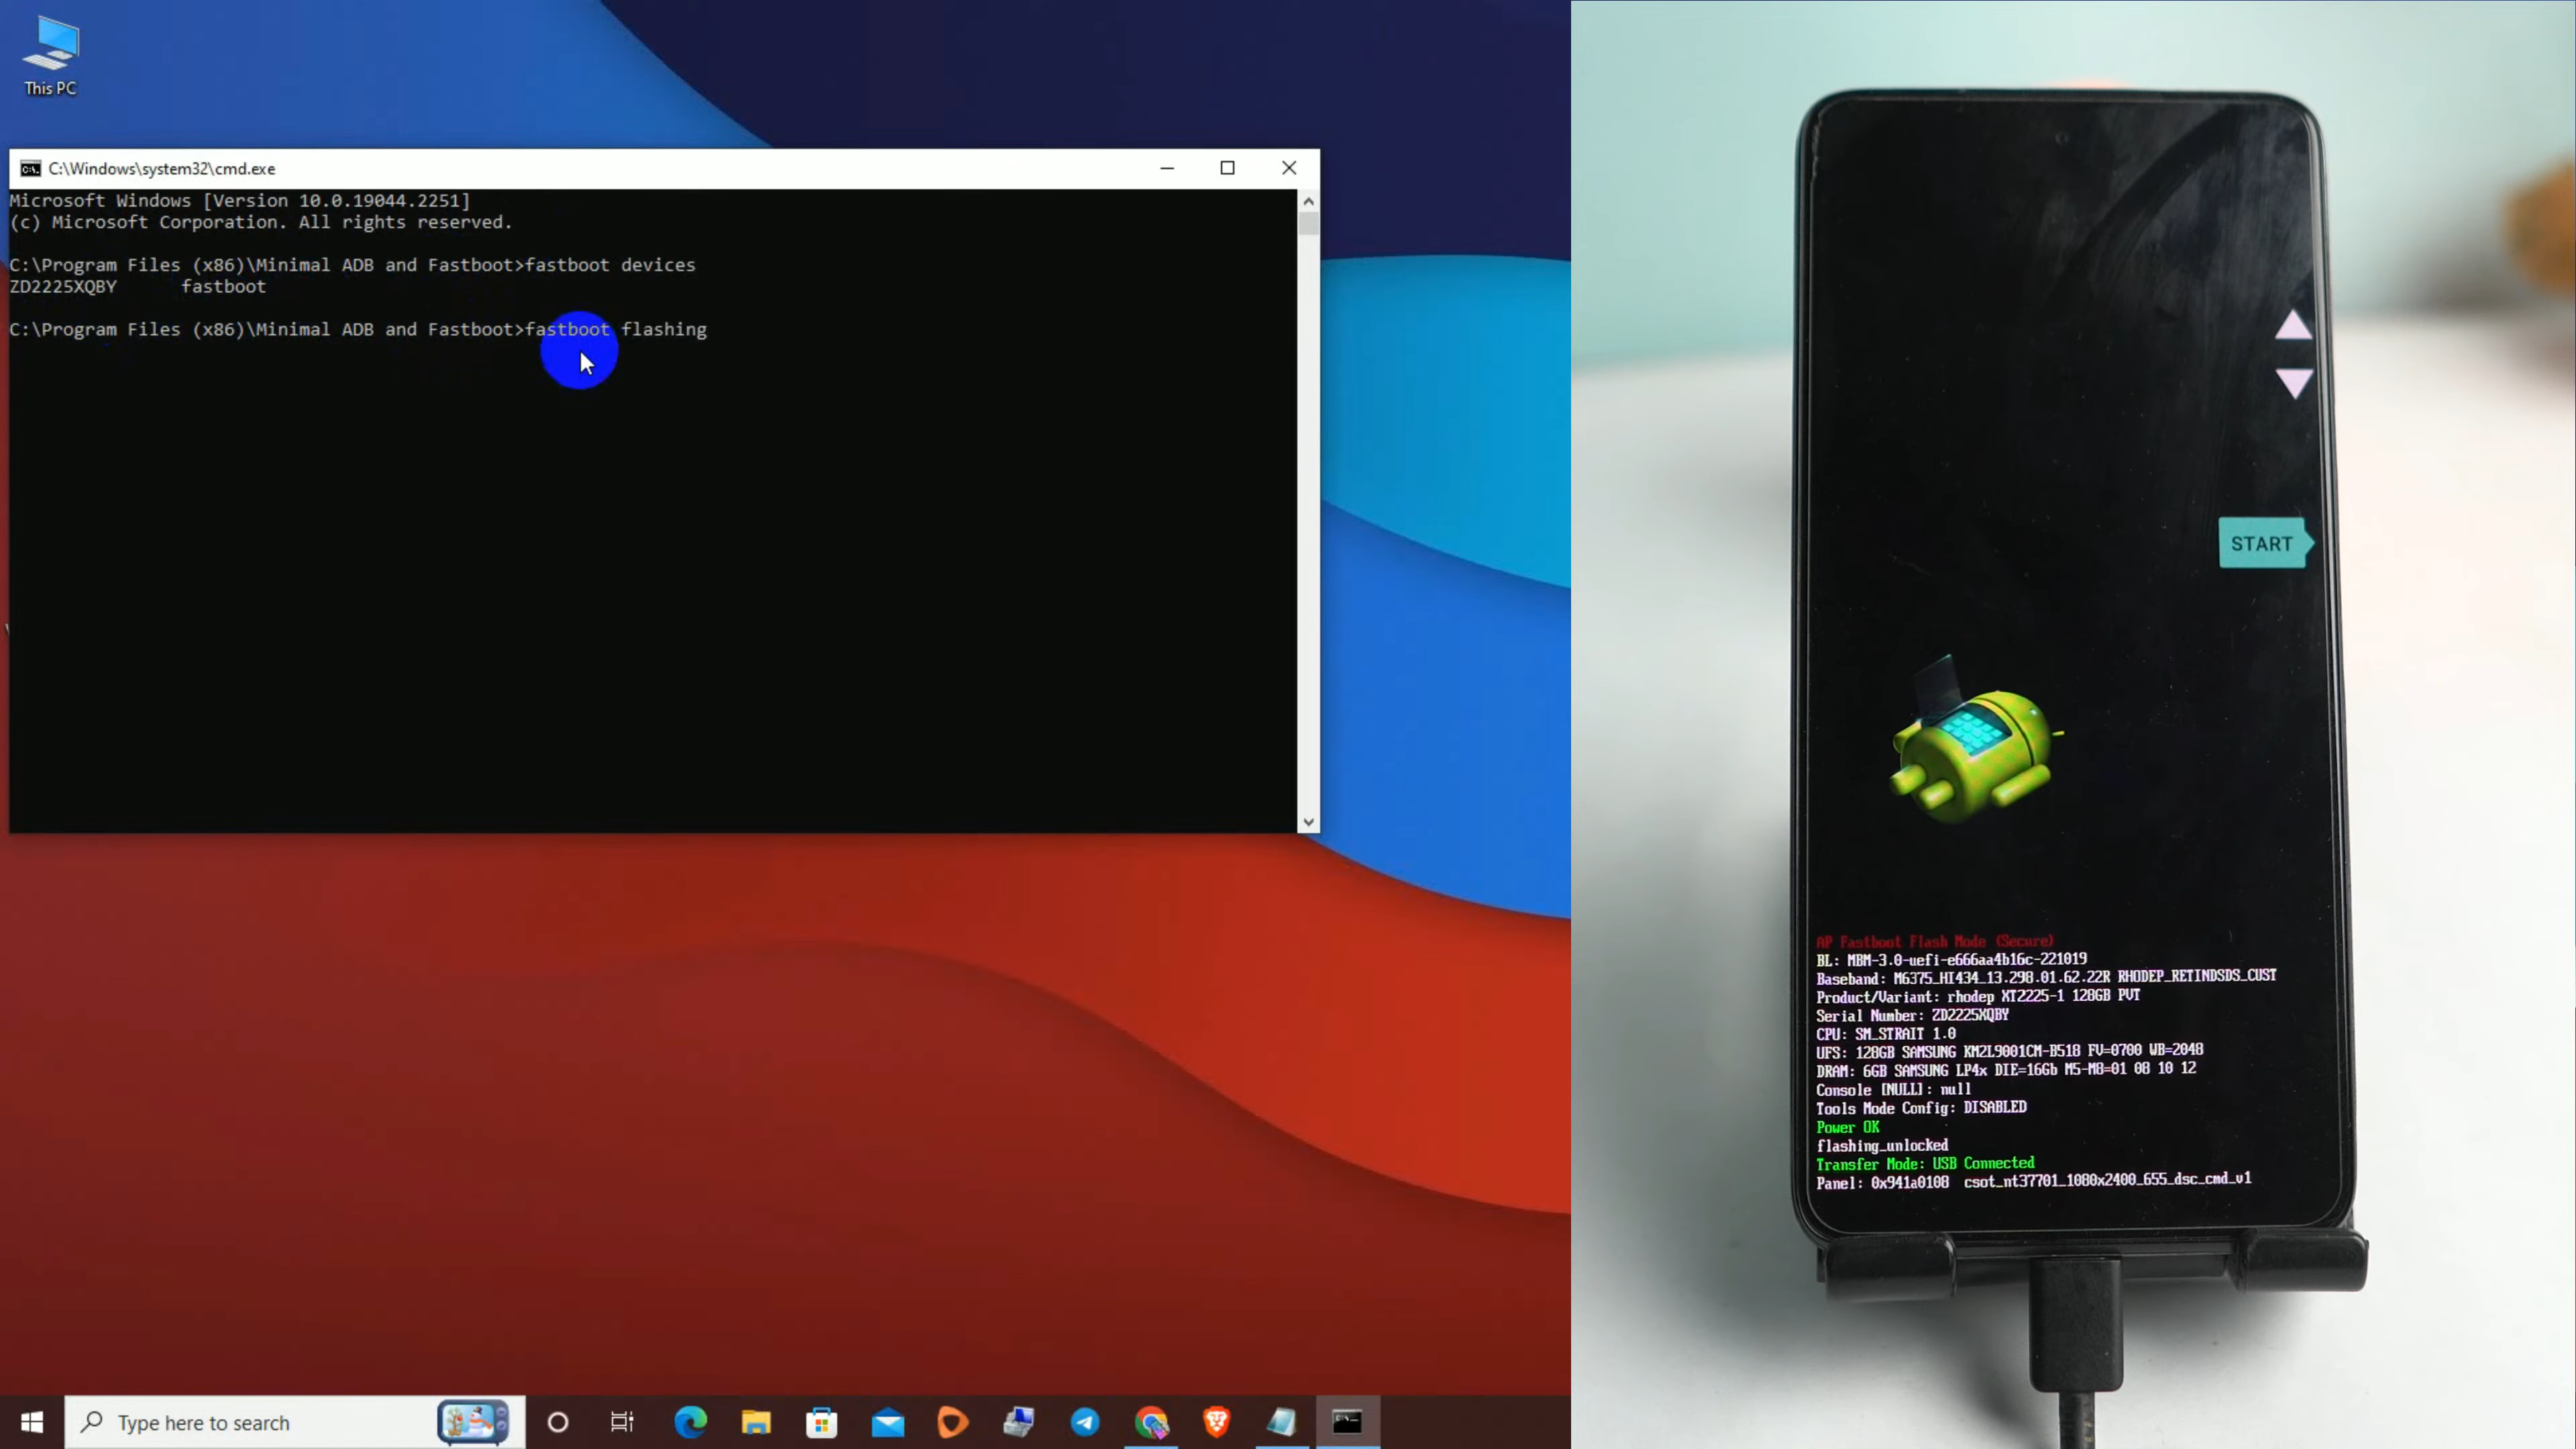 This PC
C:\Windows\system32\cmd.exe
Microsoft Windows [Version 10.0.19044.2251]
(c) Microsoft Corporation. All rights reserved.
C:\Program Files (x86)\Minimal ADB and Fastboot>fastboot devices
ZD2225XQBY fastboot
C:\Program Files (x86)\Minimal ADB and Fastboot>fastboot flashing
Type here to search
START
AP Fastboot Flash Mode (Secure)
BL: MBM-3.0-uefi-e666aa4b16c-221019
Baseband: M6375_HI434_13.298.01.62.22R RHODEP_RETINDSDS_CUST
Product/Variant: rhodep XT2225-1 128GB PVT
Serial Number: ZD2225XQBY
CPU: SM_STRAIT 1.0
UFS: 128GB SAMSUNG KM2L9001CM-B518 FV=0700 WB=2048
DRAM: 6GB SAMSUNG LP4x DIE=16Gb M5-M8=01 08 10 12
Console [NULL]: null
Tools Mode Config: DISABLED
Power OK
flashing_unlocked
Transfer Mode: USB Connected
Panel: 0x941a0108 csot_nt37701_1080x2400_655_dsc_cmd_v1